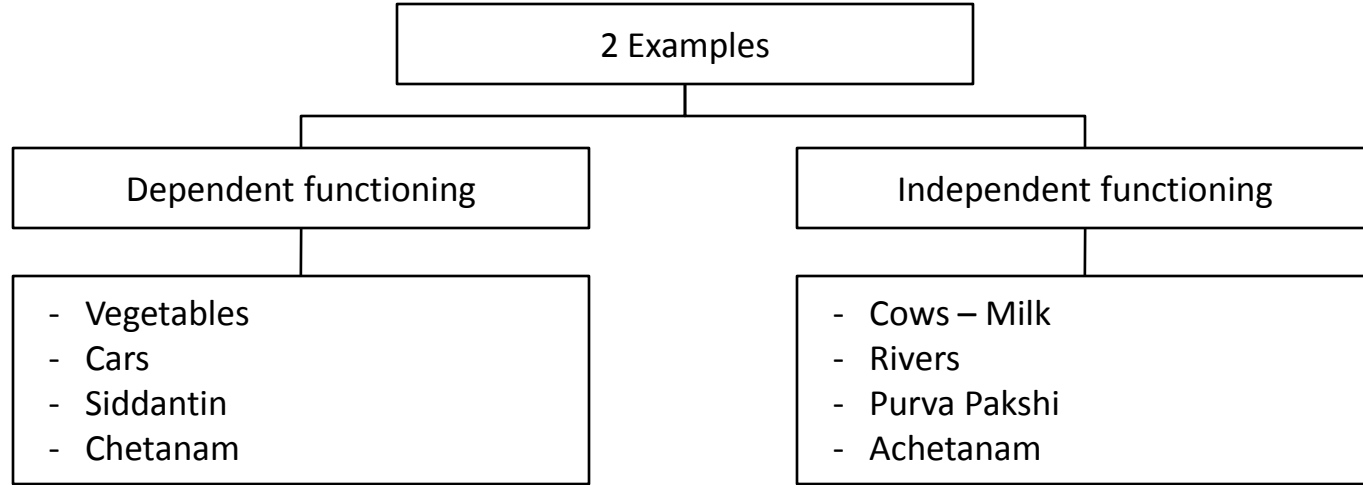 2 Examples
Dependent functioning
- Vegetables
- Cars
- Siddantin
- Chetanam
Independent functioning
- Cows – Milk
- Rivers
- Purva Pakshi
- Achetanam